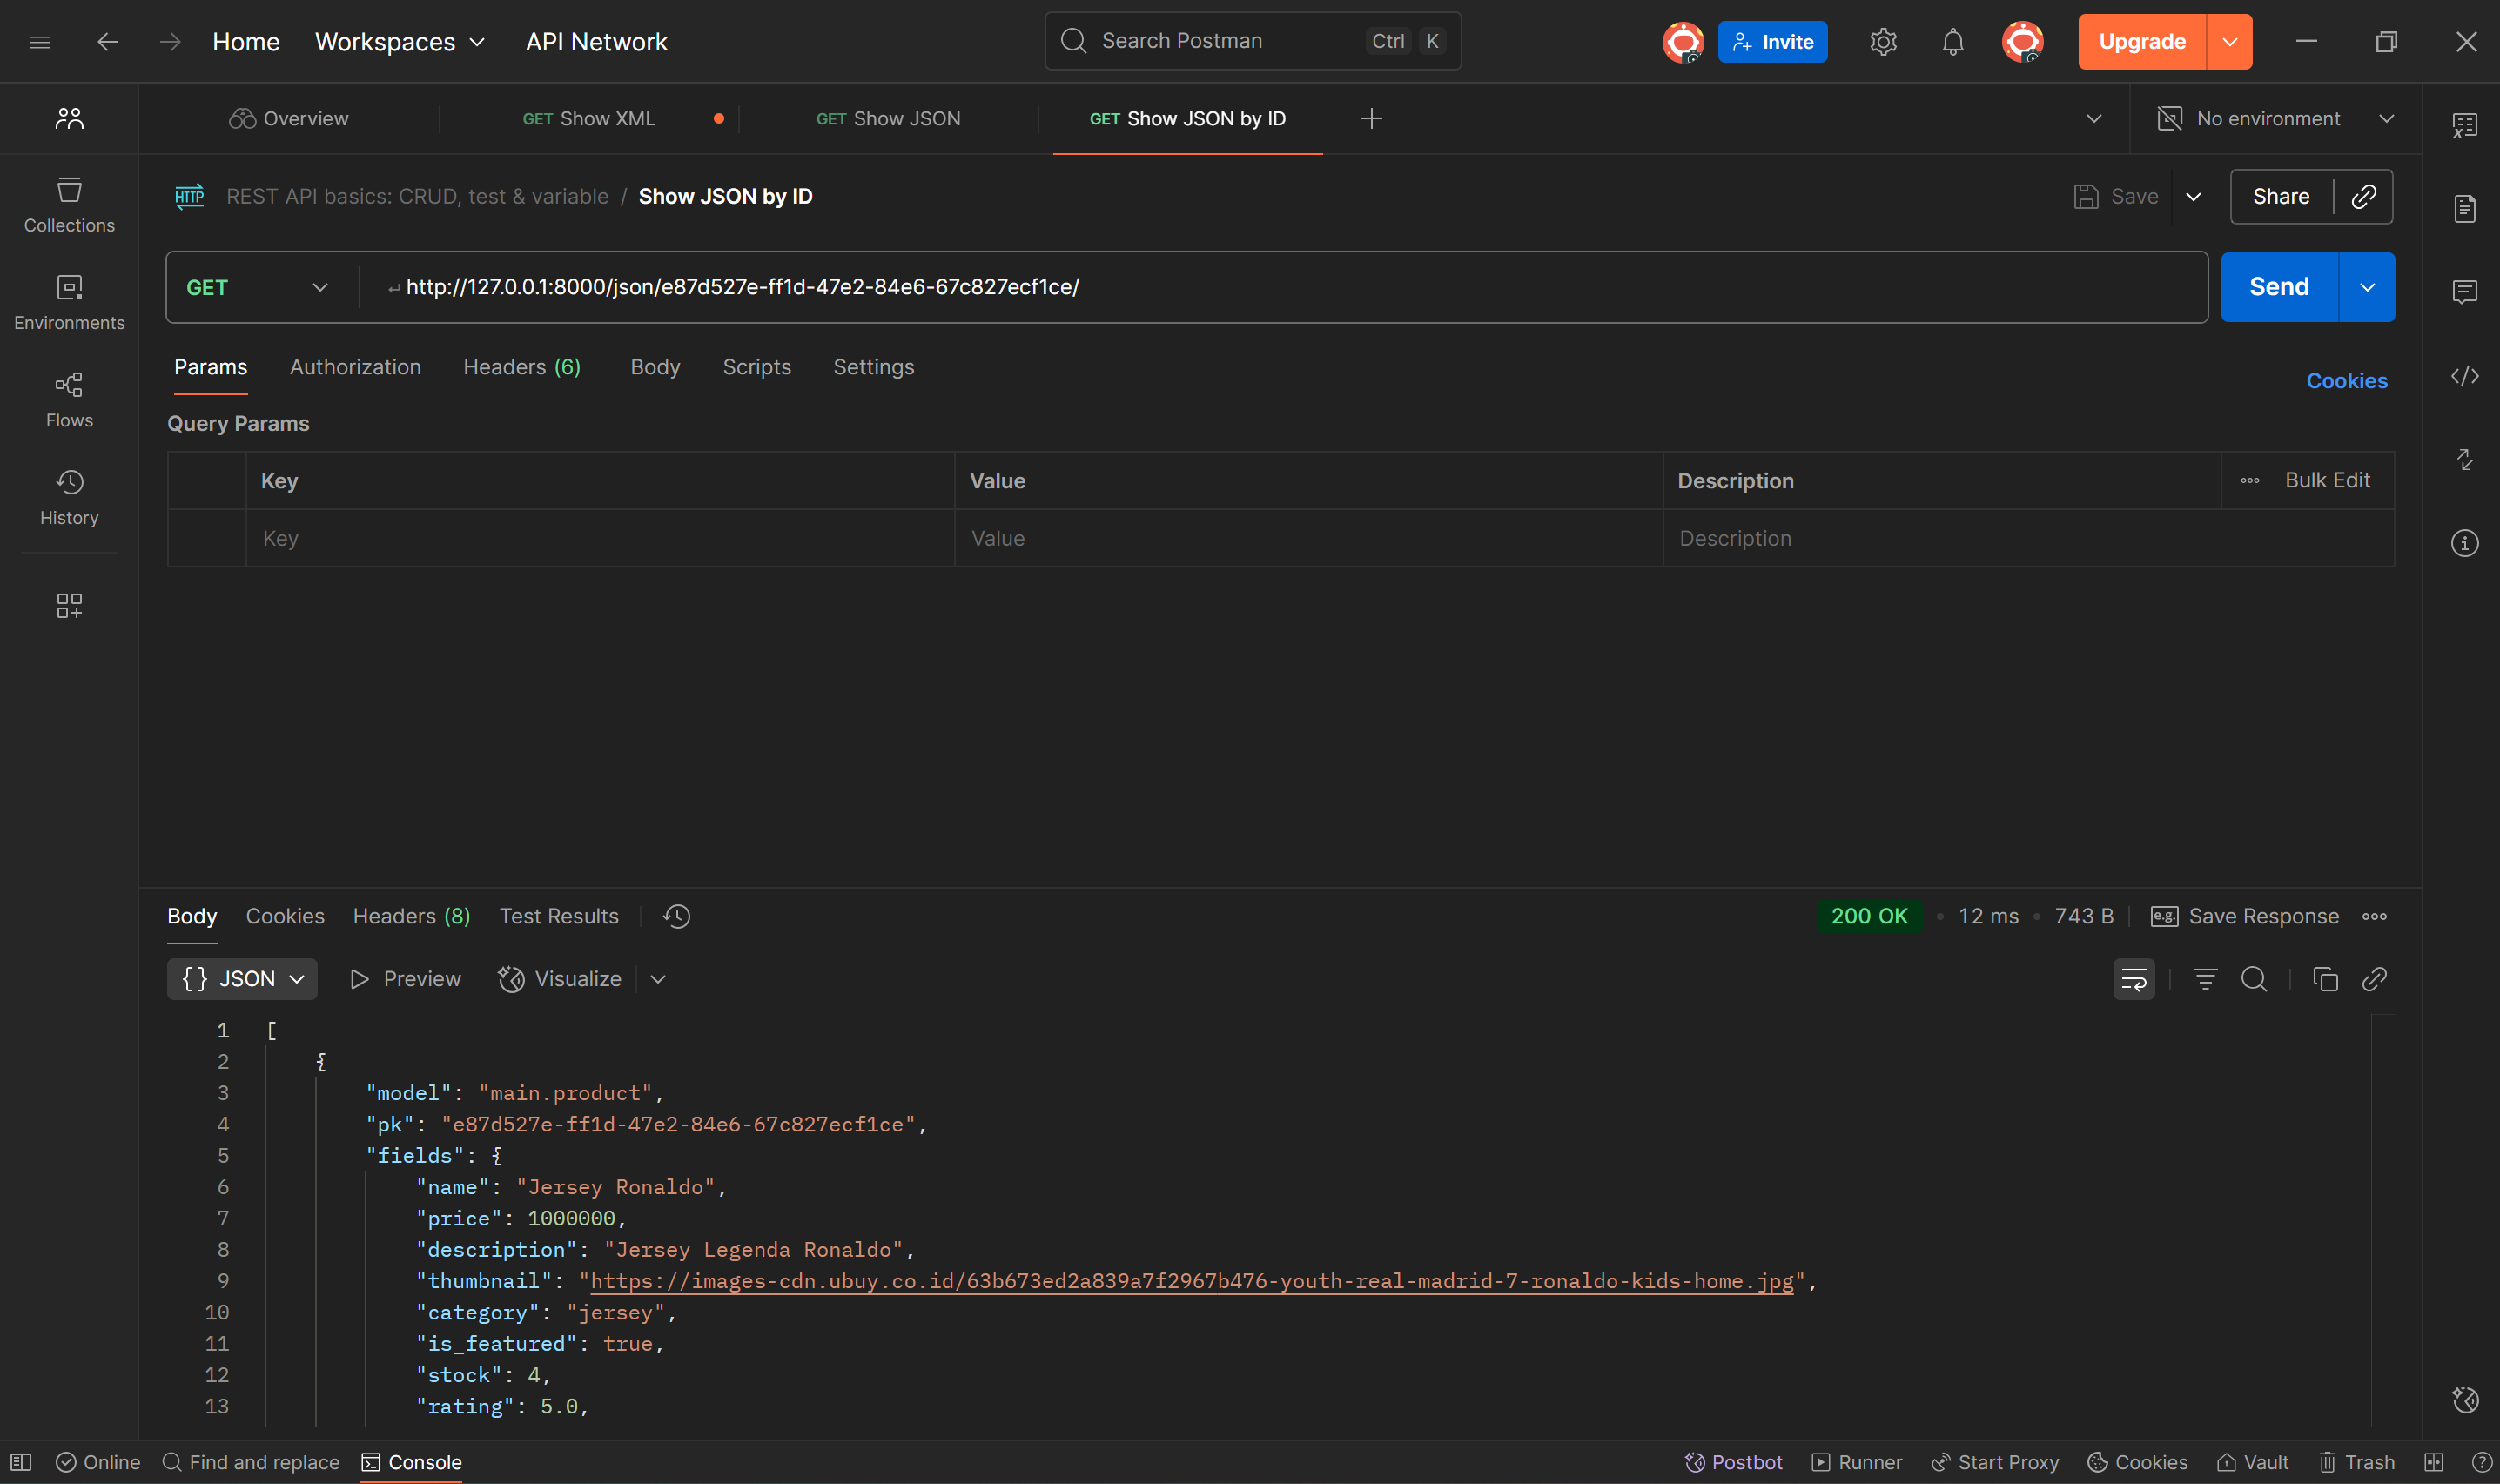 Home Workspaces API Network Search Postman Ctrl K Invite Upgrade
Overview GET Show XML GET Show JSON GET Show JSON by ID No environment
HTTP REST API basics: CRUD, test & variable / Show JSON by ID Save Share
Collections
GET http://127.0.0.1:8000/json/e87d527e-ff1d-47e2-84e6-67c827ecf1ce/ Send
Environments
Params Authorization Headers (6) Body Scripts Settings Cookies
Flows
Query Params
Key Value Description Bulk Edit
History
Key Value Description
Body Cookies Headers (8) Test Results 200 OK • 12 ms • 743 B e.g. Save Response
{ } JSON Preview Visualize
1 [
2 {
3 "model": "main.product",
4 "pk": "e87d527e-ff1d-47e2-84e6-67c827ecf1ce",
5 "fields": {
6 "name": "Jersey Ronaldo",
7 "price": 1000000,
8 "description": "Jersey Legenda Ronaldo",
9 "thumbnail": "https://images-cdn.ubuy.co.id/63b673ed2a839a7f2967b476-youth-real-madrid-7-ronaldo-kids-home.jpg",
10 "category": "jersey",
11 "is_featured": true,
12 "stock": 4,
13 "rating": 5.0,
Online Find and replace Console Postbot Runner Start Proxy Cookies Vault Trash